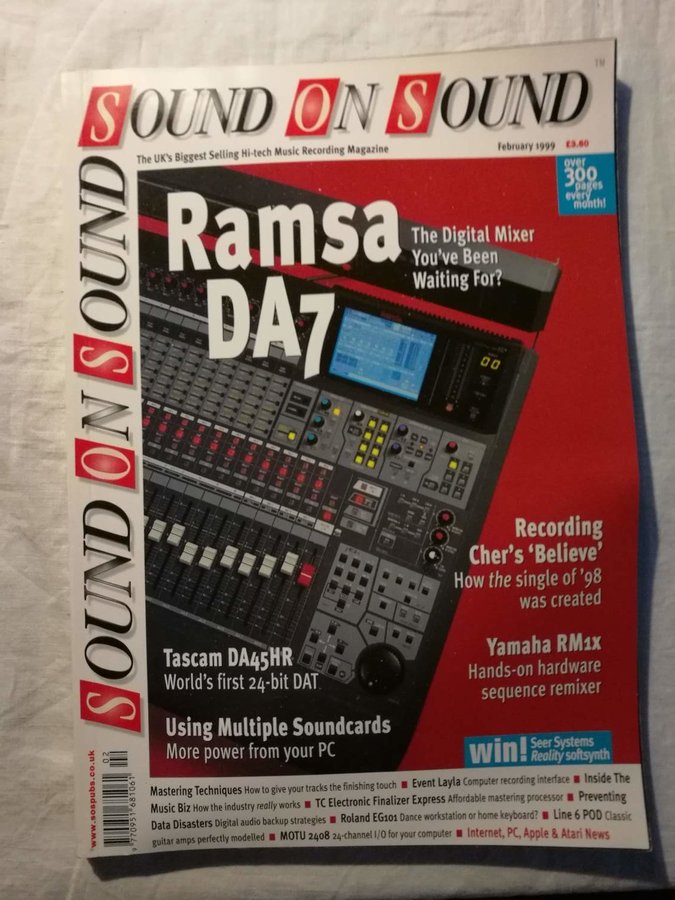 SOUND ON SOUND
TM
The UK's Biggest Selling Hi-tech Music Recording Magazine
February 1999 £3.80
SOUND ON SOUND
over
300
pages
every
month!
Ramsa
DA7
The Digital Mixer
You've Been
Waiting For?
00
Recording
Cher's 'Believe'
How the single of '98
was created
Tascam DA45HR
World's first 24-bit DAT
Yamaha RM1x
Hands-on hardware
sequence remixer
Using Multiple Soundcards
More power from your PC
win! Seer Systems
Reality softsynth
www.sospubs.co.uk
02
9 770951 681061
Mastering Techniques How to give your tracks the finishing touch ■ Event Layla Computer recording interface ■ Inside The
Music Biz How the industry really works ■ TC Electronic Finalizer Express Affordable mastering processor ■ Preventing
Data Disasters Digital audio backup strategies ■ Roland EG101 Dance workstation or home keyboard? ■ Line 6 POD Classic
guitar amps perfectly modelled ■ MOTU 2408 24-channel I/O for your computer ■ Internet, PC, Apple & Atari News